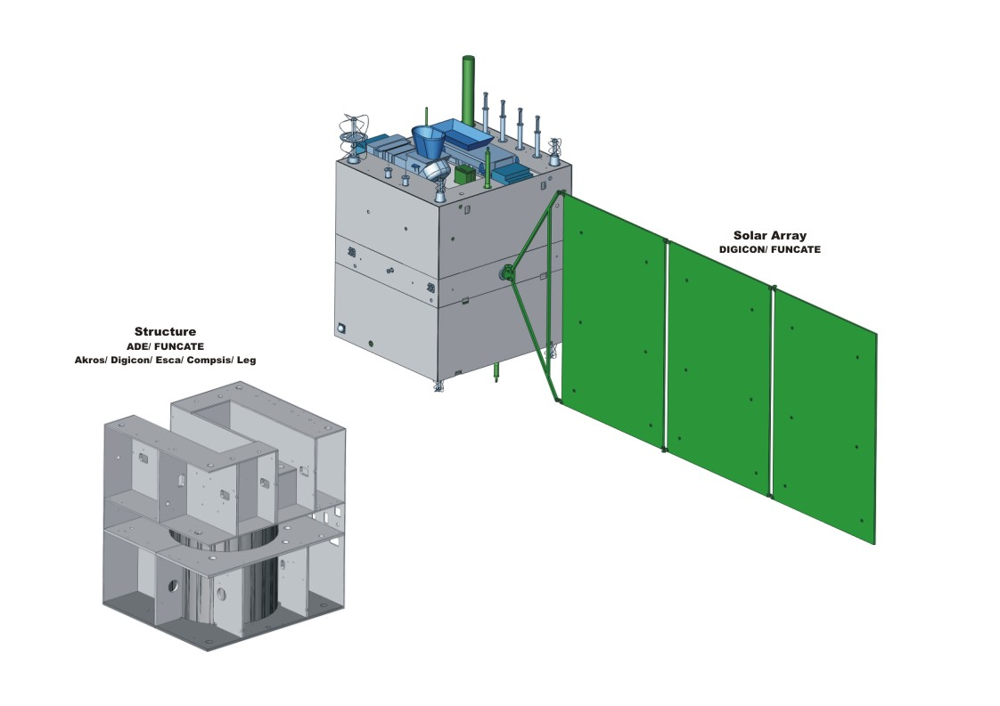 Solar Array
DIGICON/ FUNCATE
Structure
ADE/ FUNCATE
Akros/ Digicon/ Esca/ Compsis/ Leg